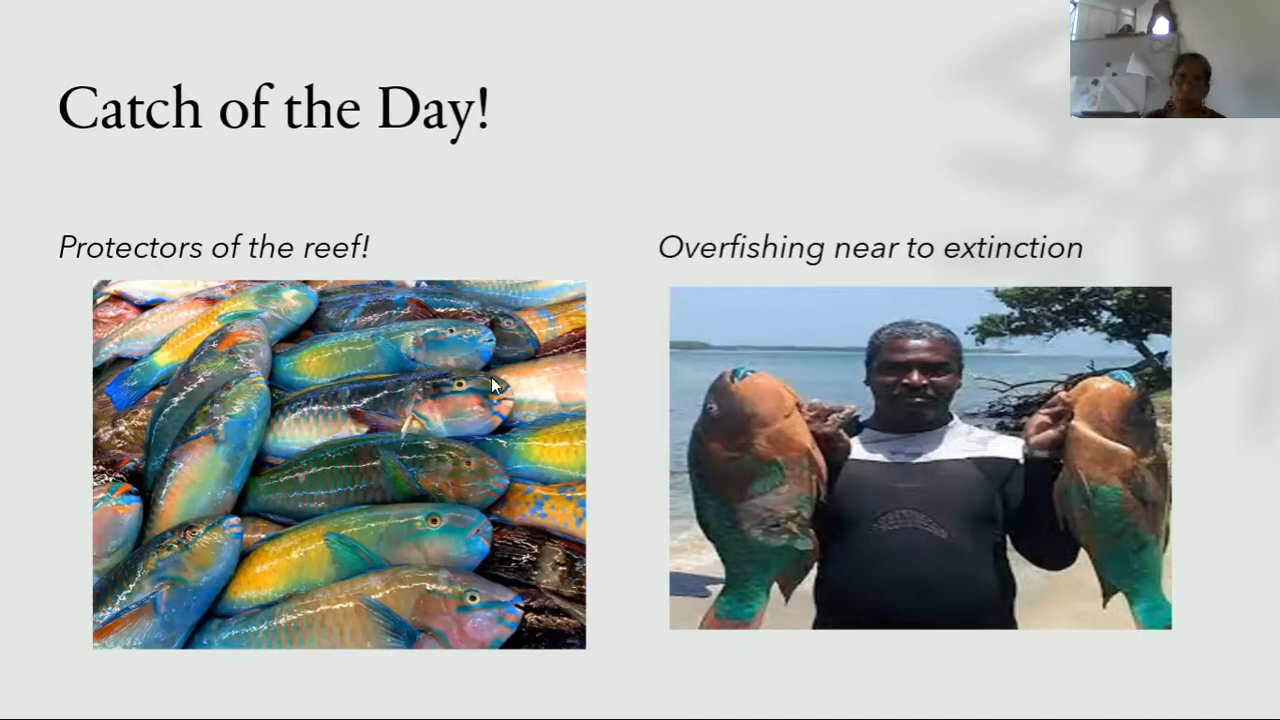 Catch of the Day!
Protectors of the reef!
Overfishing near to extinction